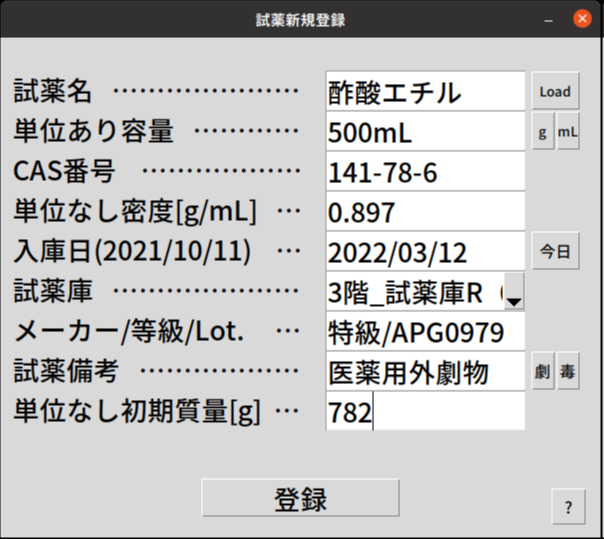 試薬新規登録
試薬名 ····················· 酢酸エチル Load
単位あり容量 ············ 500mL g mL
CAS番号 ·················· 141-78-6
単位なし密度[g/mL] ··· 0.897
入庫日(2021/10/11) ··· 2022/03/12 今日
試薬庫 ····················· 3階_試薬庫R (
メーカー/等級/Lot. ··· 特級/APG0979
試薬備考 ·················· 医薬用外劇物 劇 毒
単位なし初期質量[g] ··· 782
登録
?